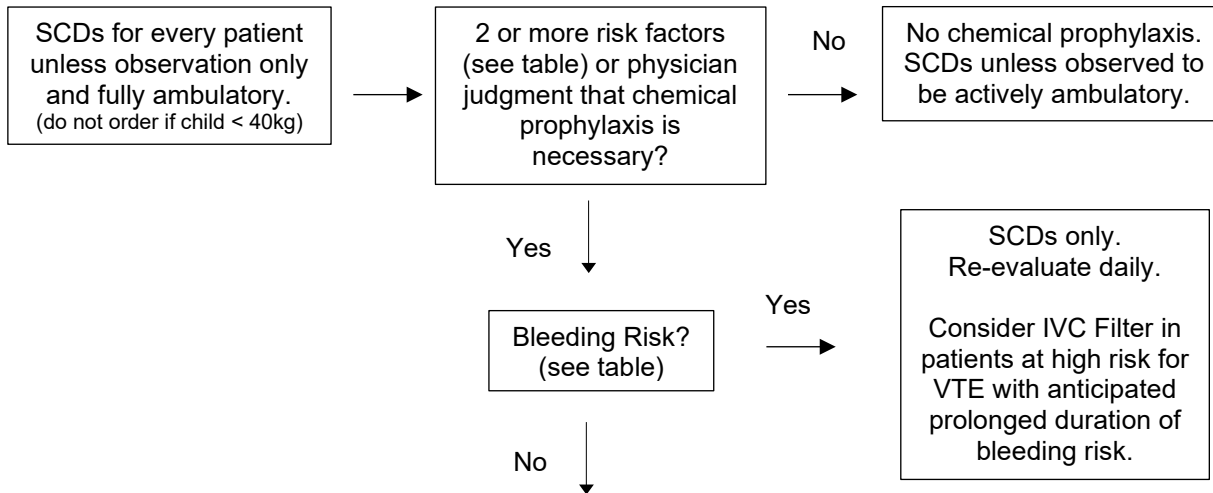 SCDs for every patient
unless observation only
and fully ambulatory.
(do not order if child < 40kg)
2 or more risk factors
(see table) or physician
judgment that chemical
prophylaxis is
necessary?
No
No chemical prophylaxis.
SCDs unless observed to
be actively ambulatory.
Yes
Bleeding Risk?
(see table)
Yes
SCDs only.
Re-evaluate daily.
Consider IVC Filter in
patients at high risk for
VTE with anticipated
prolonged duration of
bleeding risk.
No